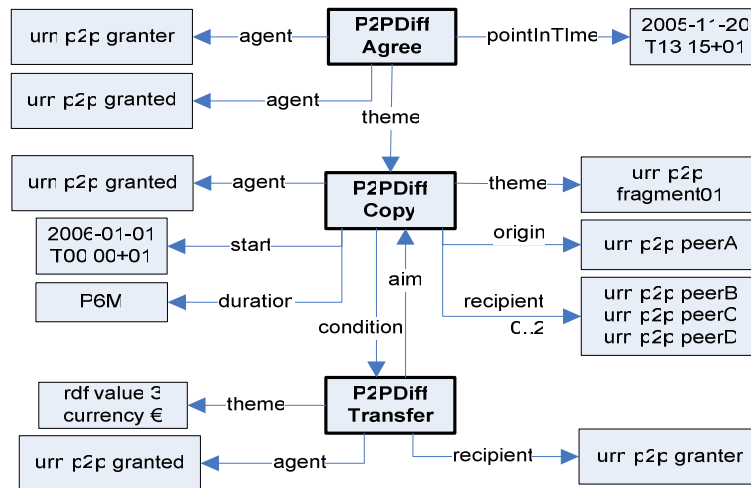 urn p2p granter
agent
P2PDiff
Agree
pointInTIme
2005-11-20
T13 15+01
urn p2p granted
agent
theme
urn p2p granted
agent
P2PDiff
Copy
theme
urn p2p
fragment01
2006-01-01
T00 00+01
start
origin
urn p2p peerA
P6M
duration
aim
recipient
0..2
urn p2p peerB
urn p2p peerC
urn p2p peerD
condition
rdf value 3
currency €
theme
P2PDiff
Transfer
urn p2p granted
agent
recipient
urn p2p granter